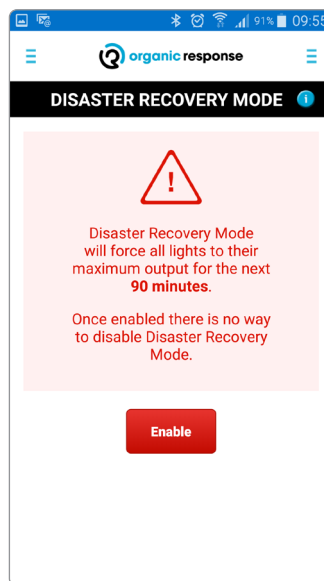 91% 09:55
organic response
DISASTER RECOVERY MODE i
!
Disaster Recovery Mode
will force all lights to their
maximum output for the next
90 minutes.
Once enabled there is no way
to disable Disaster Recovery
Mode.
Enable